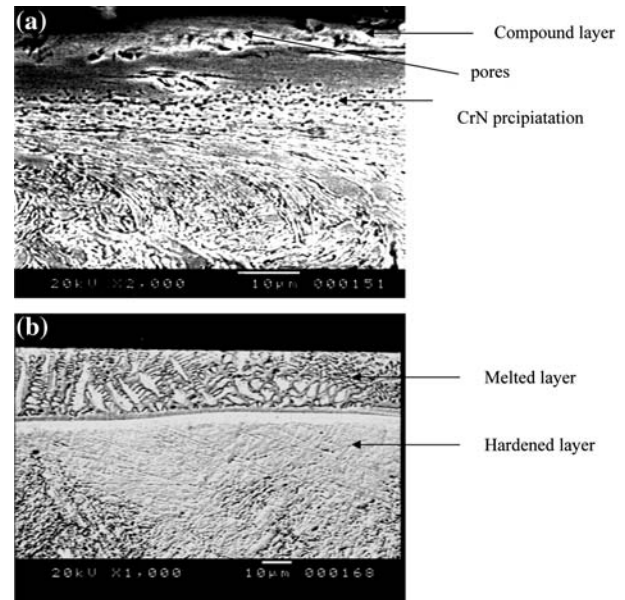 (a)
Compound layer
pores
CrN prcipiatation
20kU X2,000 10μm 000151
(b)
Melted layer
Hardened layer
20kU X1,000 10μm 000168